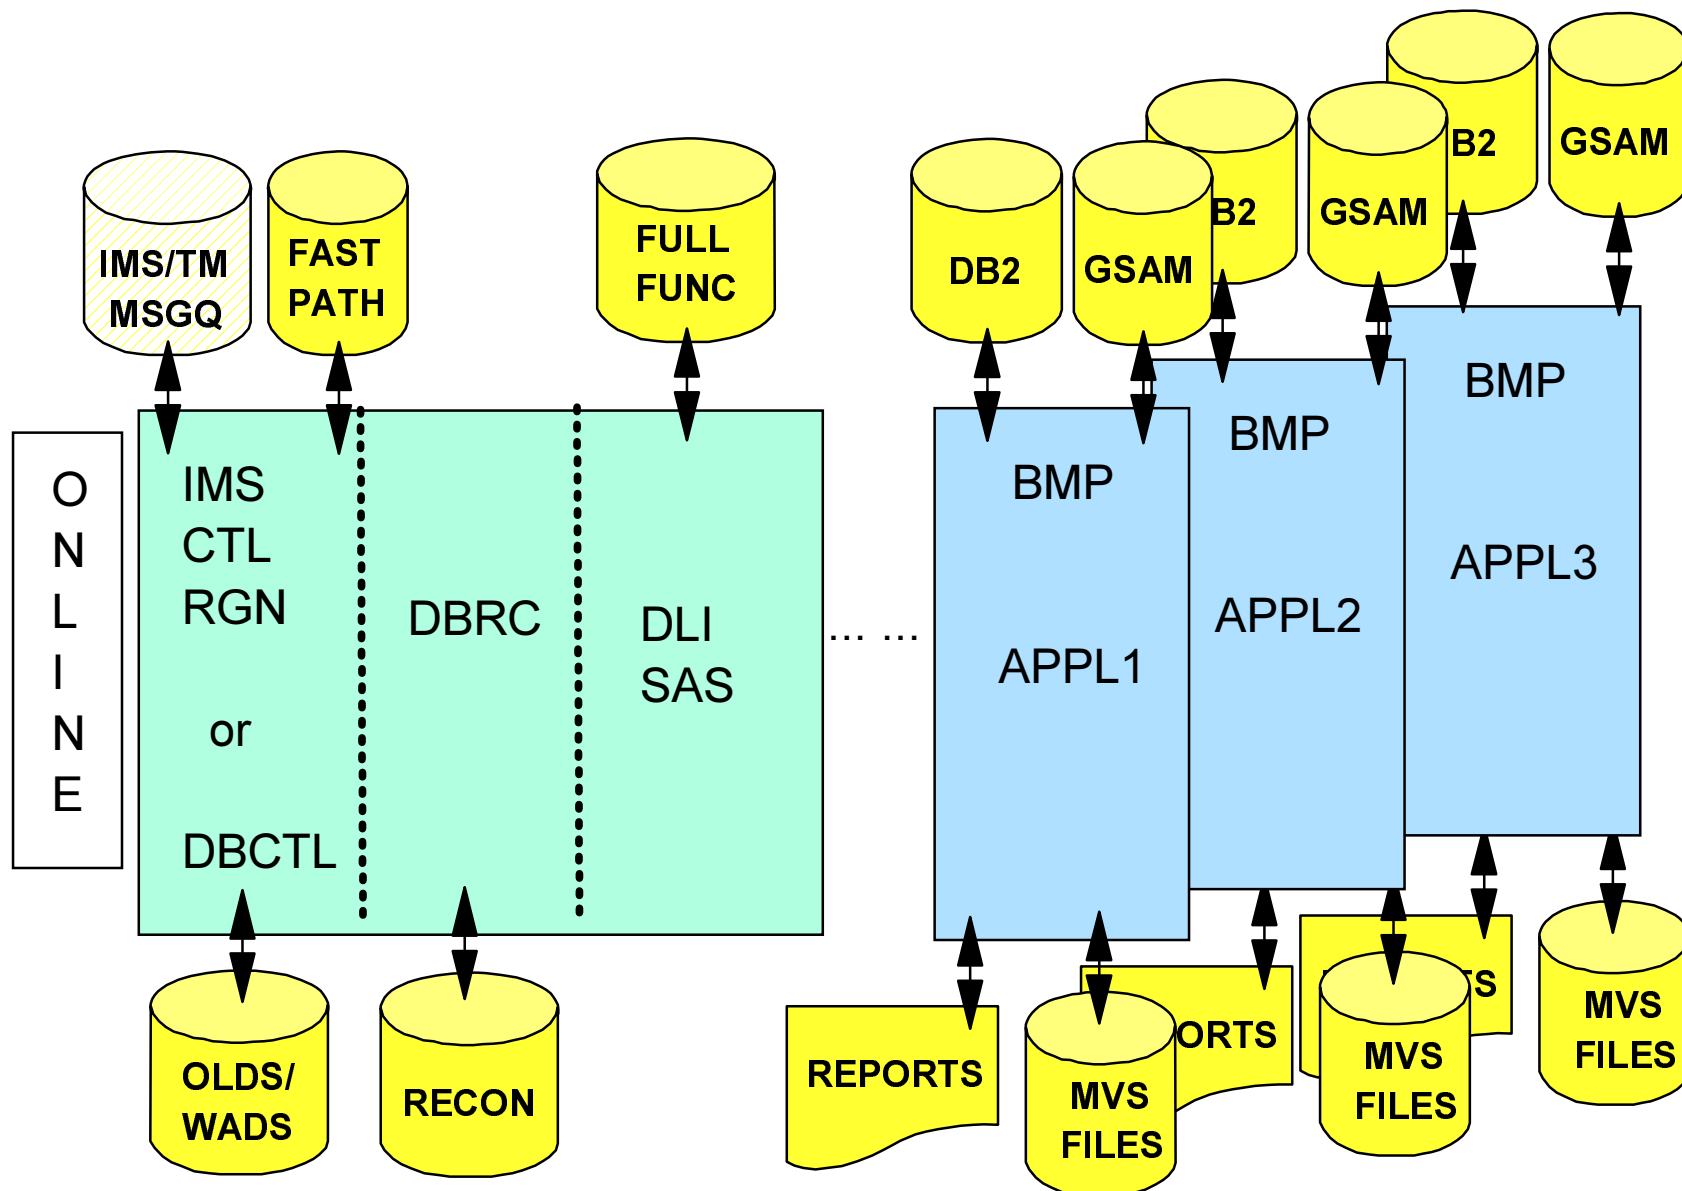 IMS/TM
MSGQ
FAST
PATH
FULL
FUNC
DB2
GSAM
B2
GSAM
B2
GSAM
O
N
L
I
N
E
IMS
CTL
RGN
or
DBCTL
DBRC
DLI
SAS
... ...
BMP
APPL1
BMP
APPL2
BMP
APPL3
OLDS/
WADS
RECON
REPORTS
MVS
FILES
ORTS
MVS
FILES
TS
MVS
FILES